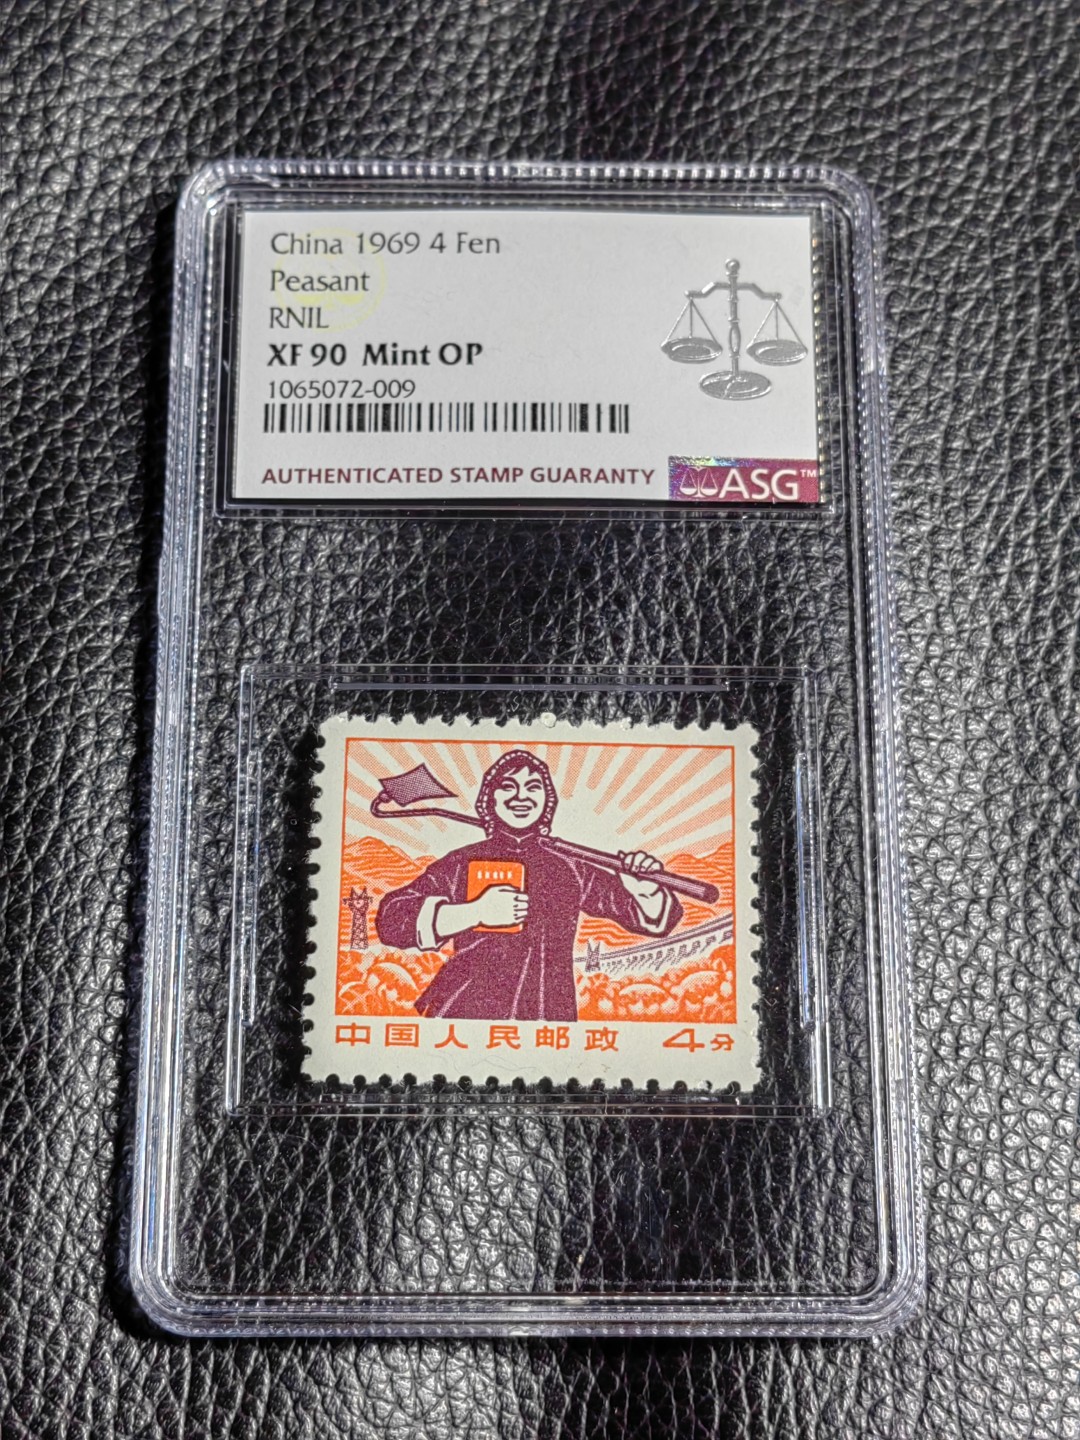 China 1969 4 Fen
Peasant
RNIL
XF 90 Mint OP
1065072-009
AUTHENTICATED STAMP GUARANTY
ASG™
中国人民邮政 4分